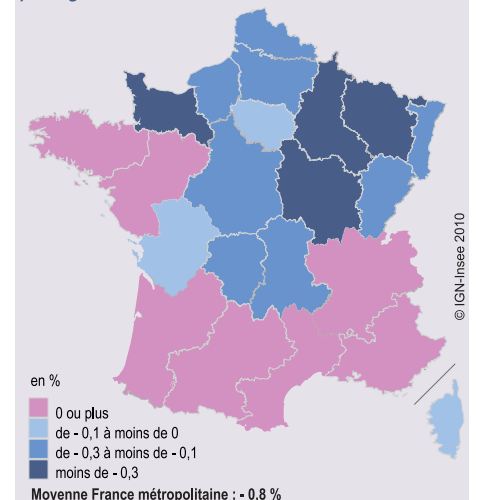 © IGN-Insee 2010
en %
0 ou plus
de - 0,1 à moins de 0
de - 0,3 à moins de - 0,1
moins de - 0,3
Moyenne France métropolitaine : - 0,8 %